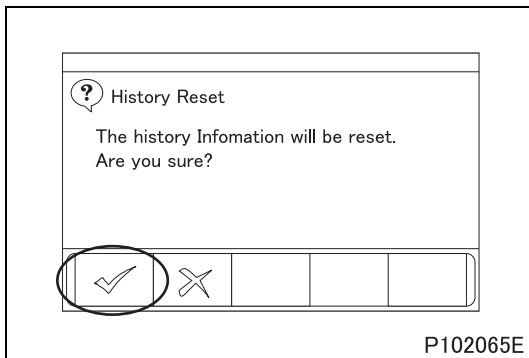 ? History Reset
The history Infomation will be reset.
Are you sure?
P102065E